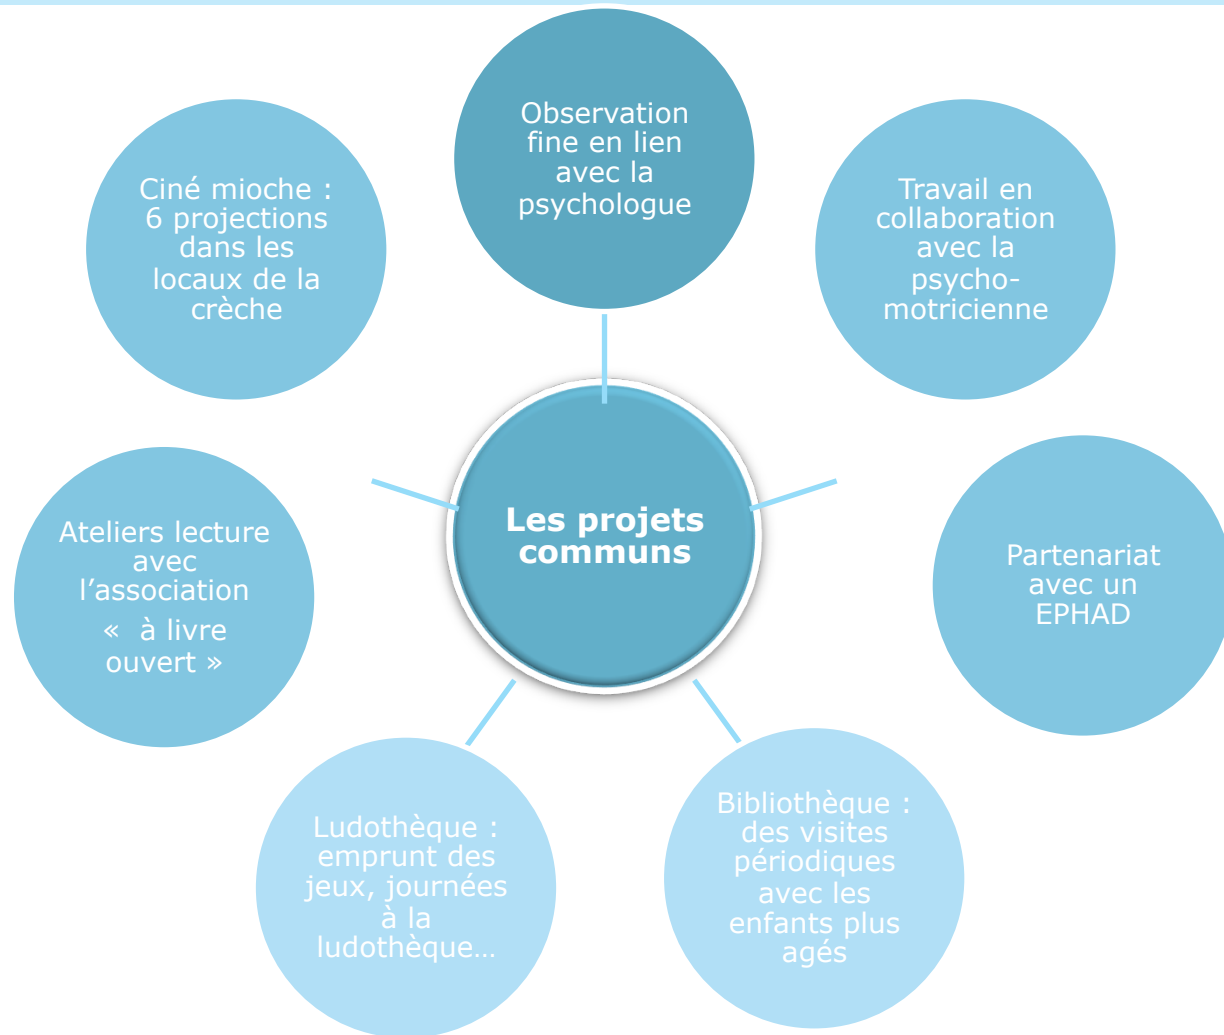 Observation
fine en lien
avec la
psychologue
Ciné mioche :
6 projections
dans les
locaux de la
crèche
Travail en
collaboration
avec la
psycho-
motricienne
Les projets
communs
Ateliers lecture
avec
l’association
«  à livre
ouvert »
Partenariat
avec un
EPHAD
Ludothèque :
emprunt des
jeux, journées
à la
ludothèque…
Bibliothèque :
des visites
périodiques
avec les
enfants plus
agés